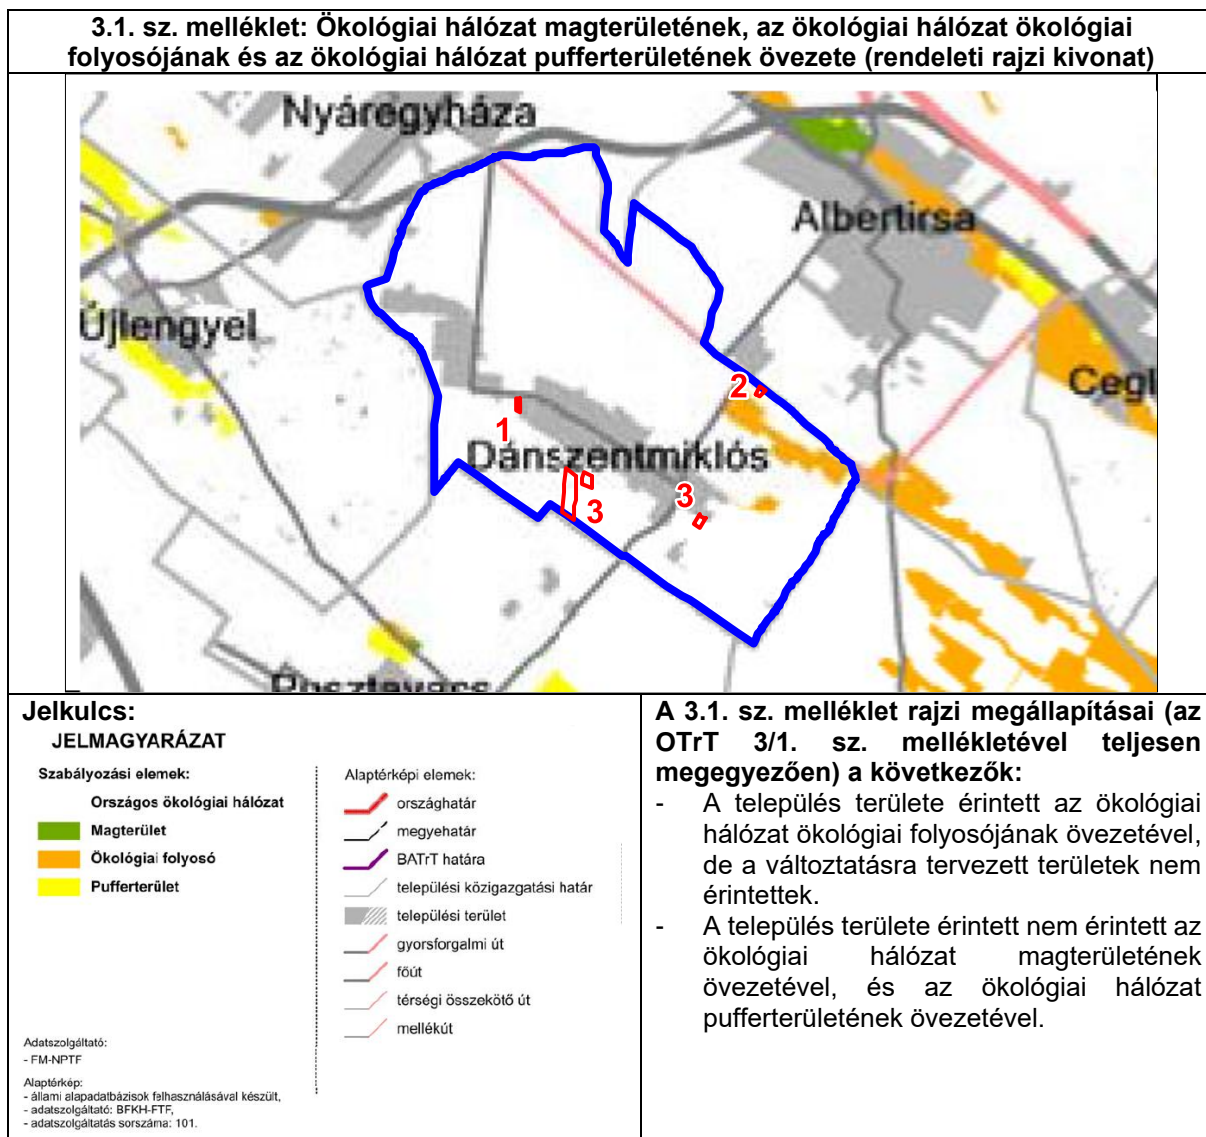 3.1. sz. melléklet: Ökológiai hálózat magterületének, az ökológiai hálózat ökológiai
folyosójának és az ökológiai hálózat pufferterületének övezete (rendeleti rajzi kivonat)
Nyáregyháza
Albertirsa
Újlengyel
Cegl
2
1
Dánszentmiklós
3
3
Jelkulcs:
JELMAGYARÁZAT
Szabályozási elemek:
Országos ökológiai hálózat
Magterület
Ökológiai folyosó
Pufferterület
Adatszolgáltató:
- FM-NPTF
Alaptérkép:
- állami alapadatbázisok felhasználásával készült,
- adatszolgáltató: BFKH-FTF,
- adatszolgáltatás sorszáma: 101.
Alaptérképi elemek:
országhatár
megyehatár
BATrT határa
települési közigazgatási határ
települési terület
gyorsforgalmi út
főút
térségi összekötő út
mellékút
A 3.1. sz. melléklet rajzi megállapításai (az
OTrT 3/1. sz. mellékletével teljesen
megegyezően) a következők:
- A település területe érintett az ökológiai
hálózat ökológiai folyosójának övezetével,
de a változtatásra tervezett területek nem
érintettek.
- A település területe érintett nem érintett az
ökológiai hálózat magterületének
övezetével, és az ökológiai hálózat
pufferterületének övezetével.